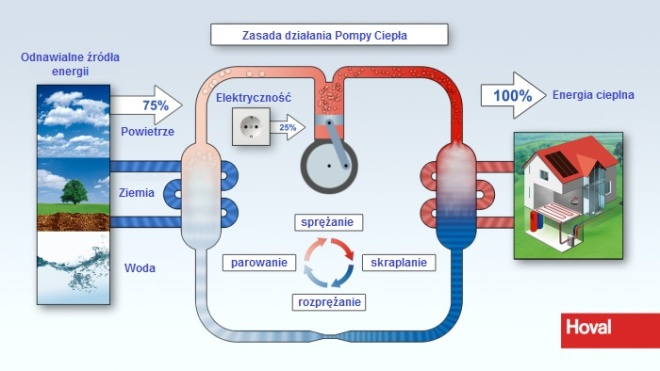 Zasada działania Pompy Ciepła
Odnawialne źródła
energii
75%
Powietrze
Ziemia
Woda
Elektryczność
25%
100%
Energia cieplna
sprężanie
parowanie
skraplanie
rozprężanie
Hoval